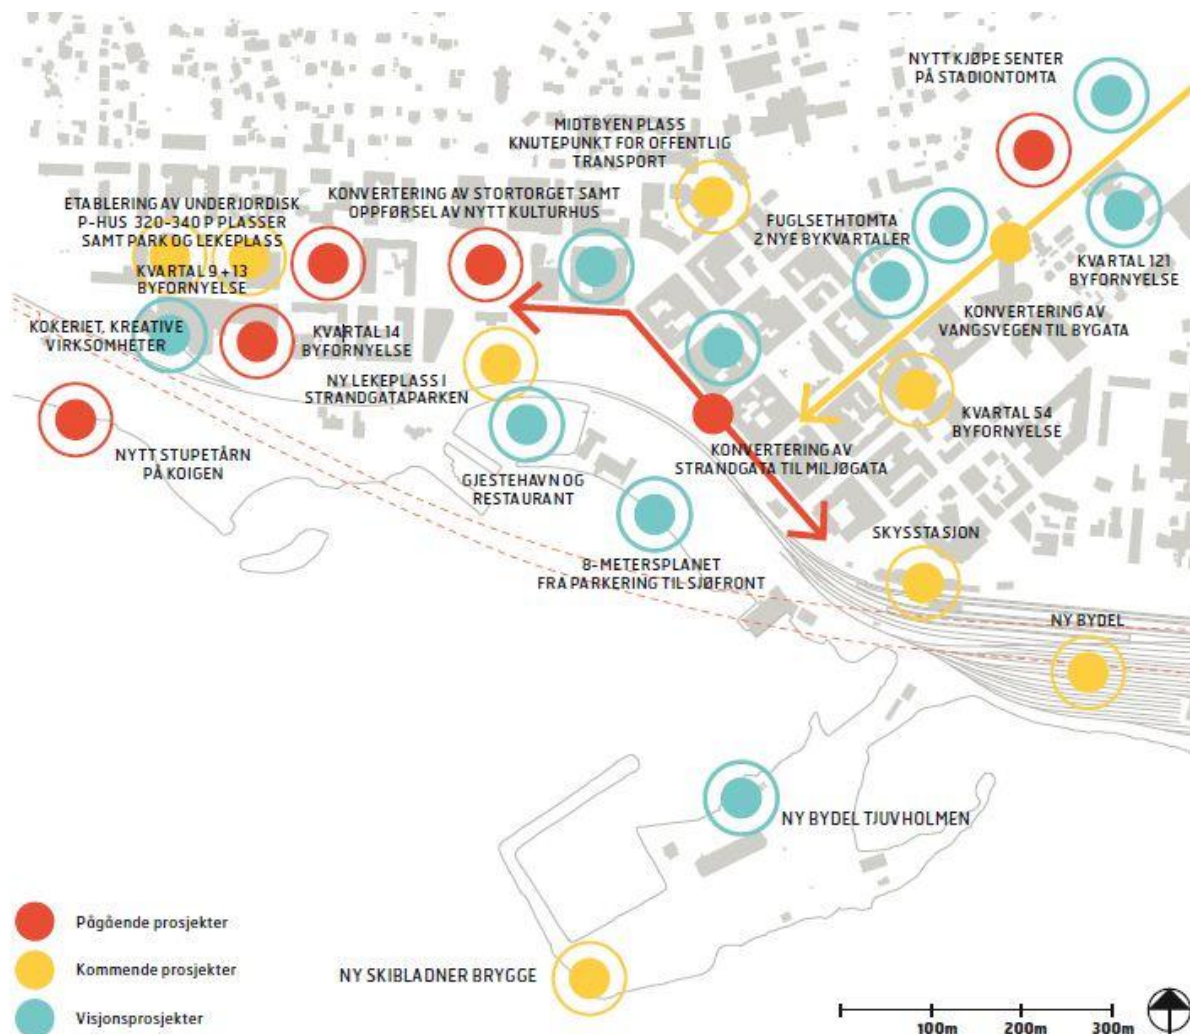 NYTT KJØPE SENTER
PÅ STADIONTOMTA
MIDTBYEN PLASS
KNUTEPUNKT FOR OFFENTLIG
TRANSPORT
ETABLERING AV UNDERJORDISK
P-HUS 320-340 P PLASSER
SAMT PARK OG LEKEPLASS
KONVERTERING AV STORTORGET SAMT
OPPFØRSEL AV NYTT KULTURHUS
FUGLSETHTOMTA
2 NYE BYKVARTALER
KVARTAL 121
BYFORNYELSE
KVARTAL 9+13
BYFORNYELSE
KOKERIET, KREATIVE
VIRKSOMHETER
KVARTAL 14
BYFORNYELSE
KONVERTERING AV
VANGSVEGEN TIL BYGATA
NY LEKEPLASS I
STRANDGATAPARKEN
KVARTAL 54
BYFORNYELSE
NYTT STUPETÅRN
PÅ KOIGEN
KONVERTERING AV
STRANDGATA TIL MILJØGATA
GJESTEHAVN OG
RESTAURANT
SKYSSTASJON
8-METERSPLANET
FRA PARKERING TIL SJØFRONT
NY BYDEL
NY BYDEL TJUVHOLMEN
NY SKIBLADNER BRYGGE
Pågående prosjekter
Kommende prosjekter
Visjonsprosjekter
100m 200m 300m